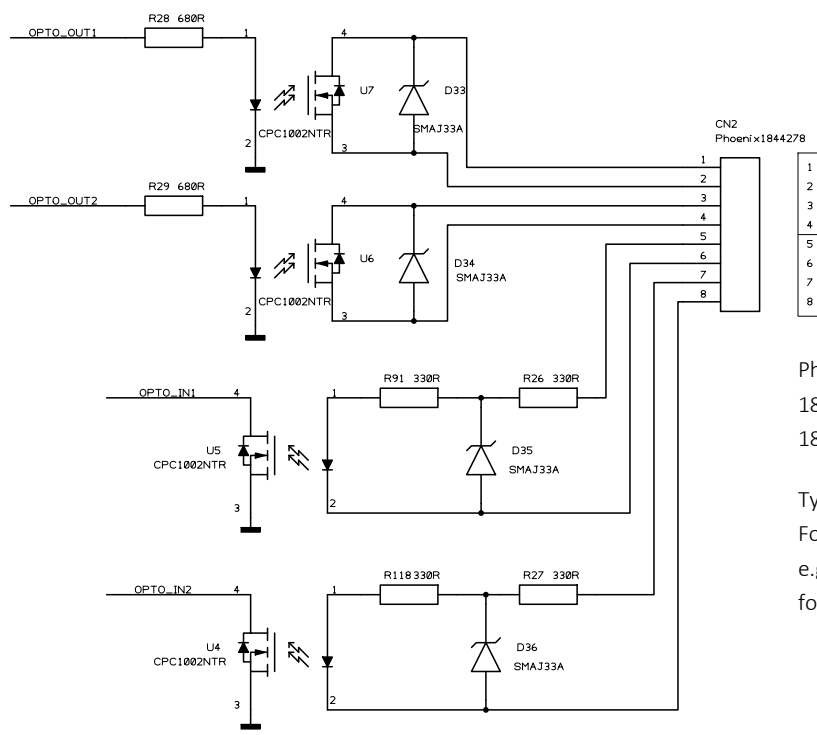 R28 680R
OPTO_OUT1
1
2
CPC1002NTR
4
U7
3
D33
SMAJ33A
R29 680R
OPTO_OUT2
1
2
CPC1002NTR
4
U6
3
D34
SMAJ33A
CN2
Phoenix1844278
1
2
3
4
5
6
7
8
1
2
3
4
5
6
7
8
OPTO_IN1
4
U5
CPC1002NTR
3
1
2
R91 330R
R26 330R
D35
SMAJ33A
OPTO_IN2
4
U4
CPC1002NTR
3
1
2
R118 330R
R27 330R
D36
SMAJ33A
Ph
18
18
Ty
Fo
e.g
fo